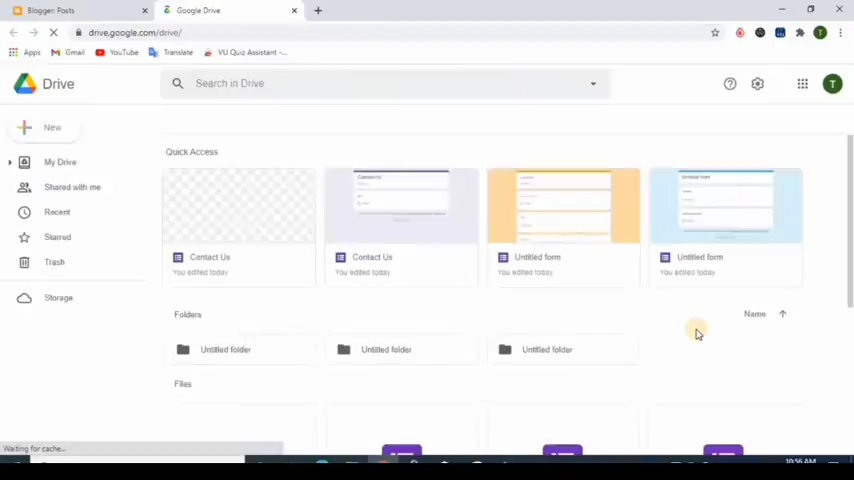 Blogger: Posts
Google Drive
drive.google.com/drive/
T
Apps
Gmail
YouTube
Translate
VU Quiz Assistant -...
Drive
Search in Drive
T
New
My Drive
Shared with me
Recent
Starred
Trash
Storage
Quick Access
Contact Us
You edited today
Contact Us
You edited today
Untitled form
You edited today
Untitled form
You edited today
Folders
Name
Untitled folder
Untitled folder
Untitled folder
Files
Waiting for cache...
10:56 AM